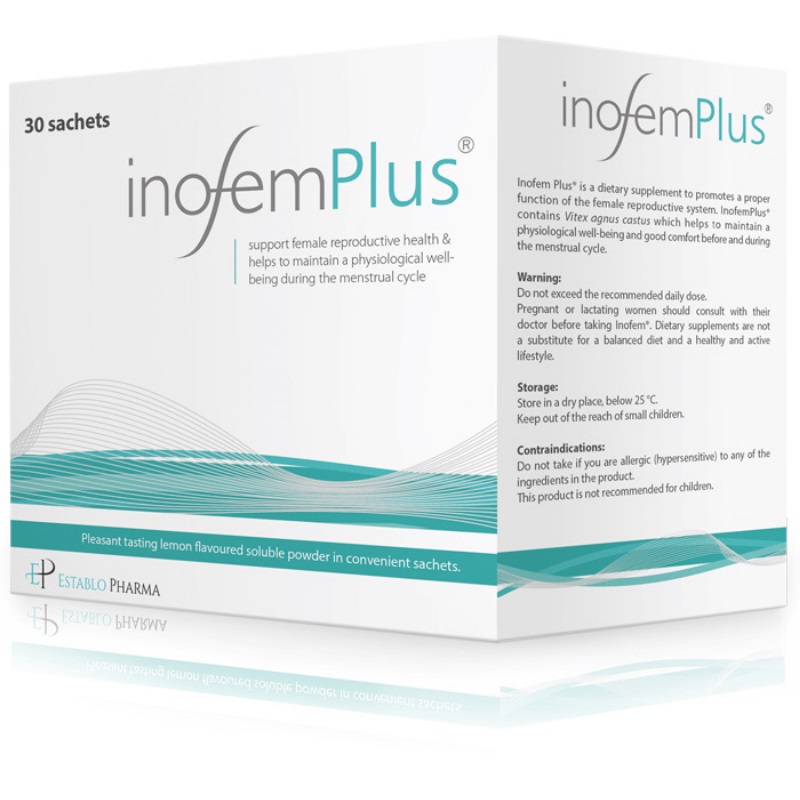 30 sachets
inofemPlus®
support female reproductive health &
helps to maintain a physiological well-
being during the menstrual cycle
Pleasant tasting lemon flavoured soluble powder in convenient sachets.
EP ESTABLO PHARMA
inofemPlus®
Inofem Plus® is a dietary supplement to promotes a proper
function of the female reproductive system. InofemPlus®
contains Vitex agnus castus which helps to maintain a
physiological well-being and good comfort before and during
the menstrual cycle.
Warning:
Do not exceed the recommended daily dose.
Pregnant or lactating women should consult with their
doctor before taking Inofem®. Dietary supplements are not
a substitute for a balanced diet and a healthy and active
lifestyle.
Storage:
Store in a dry place, below 25 °C.
Keep out of the reach of small children.
Contraindications:
Do not take if you are allergic (hypersensitive) to any of the
ingredients in the product.
This product is not recommended for children.